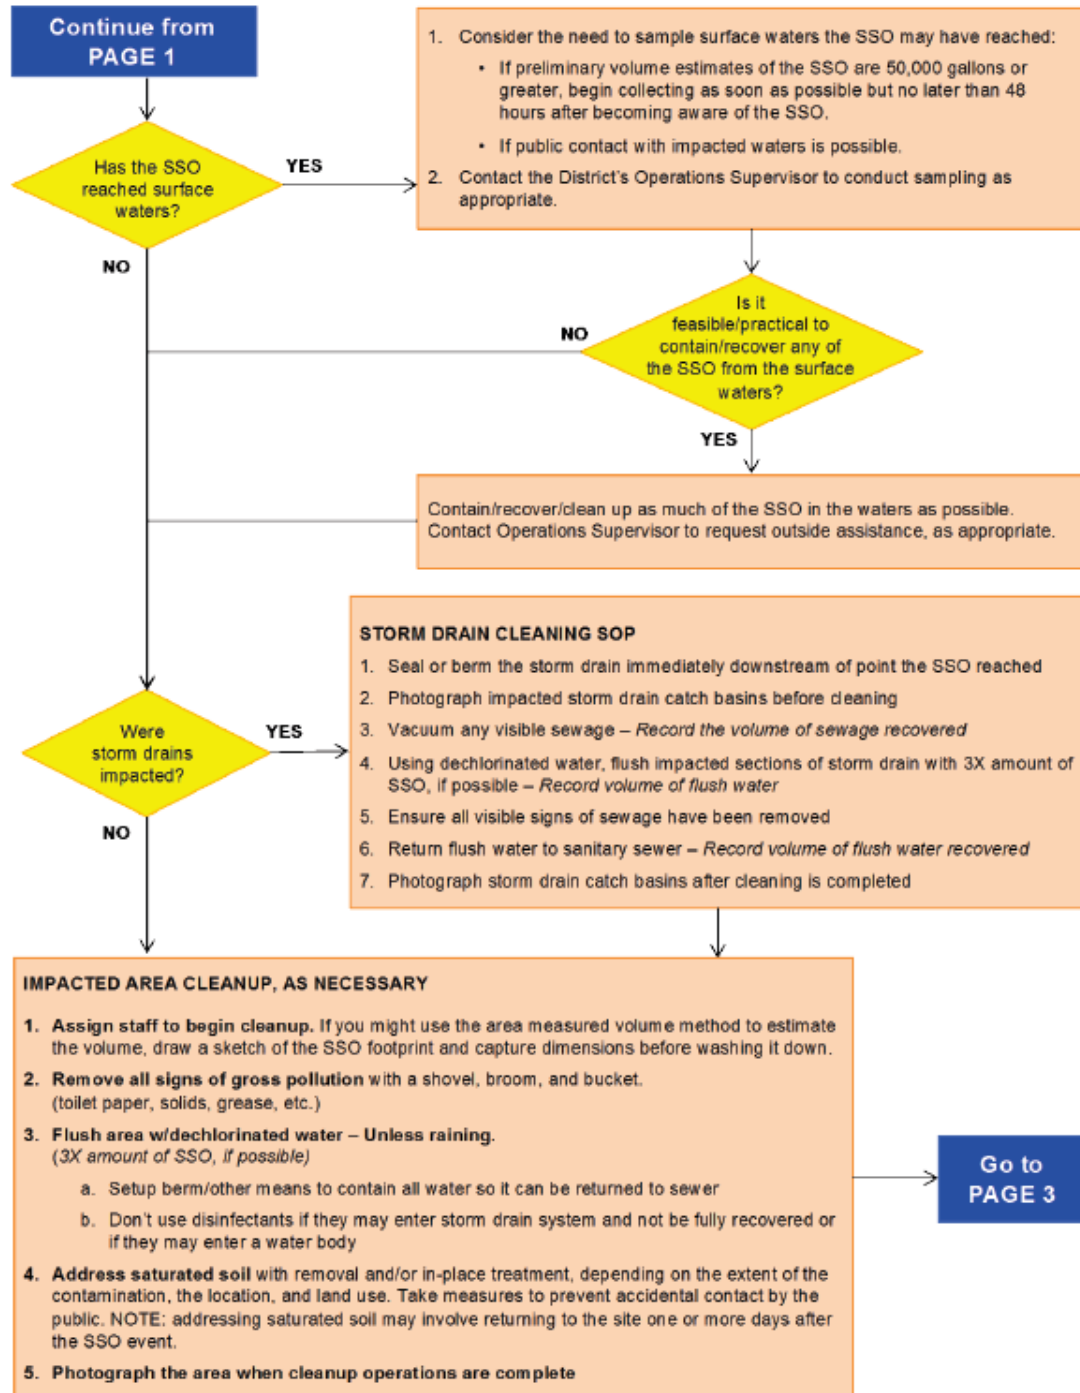 Continue from
PAGE 1
Has the SSO
reached surface
waters?
YES
NO
1. Consider the need to sample surface waters the SSO may have reached:
• If preliminary volume estimates of the SSO are 50,000 gallons or
greater, begin collecting as soon as possible but no later than 48
hours after becoming aware of the SSO.
• If public contact with impacted waters is possible.
2. Contact the District's Operations Supervisor to conduct sampling as
appropriate.
Is it
feasible/practical to
contain/recover any of
the SSO from the surface
waters?
NO
YES
Contain/recover/clean up as much of the SSO in the waters as possible.
Contact Operations Supervisor to request outside assistance, as appropriate.
Were
storm drains
impacted?
YES
NO
STORM DRAIN CLEANING SOP
1. Seal or berm the storm drain immediately downstream of point the SSO reached
2. Photograph impacted storm drain catch basins before cleaning
3. Vacuum any visible sewage – Record the volume of sewage recovered
4. Using dechlorinated water, flush impacted sections of storm drain with 3X amount of
SSO, if possible – Record volume of flush water
5. Ensure all visible signs of sewage have been removed
6. Return flush water to sanitary sewer – Record volume of flush water recovered
7. Photograph storm drain catch basins after cleaning is completed
IMPACTED AREA CLEANUP, AS NECESSARY
1. Assign staff to begin cleanup. If you might use the area measured volume method to estimate
the volume, draw a sketch of the SSO footprint and capture dimensions before washing it down.
2. Remove all signs of gross pollution with a shovel, broom, and bucket.
(toilet paper, solids, grease, etc.)
3. Flush area w/dechlorinated water – Unless raining.
(3X amount of SSO, if possible)
a. Setup berm/other means to contain all water so it can be returned to sewer
b. Don't use disinfectants if they may enter storm drain system and not be fully recovered or
if they may enter a water body
4. Address saturated soil with removal and/or in-place treatment, depending on the extent of the
contamination, the location, and land use. Take measures to prevent accidental contact by the
public. NOTE: addressing saturated soil may involve returning to the site one or more days after
the SSO event.
5. Photograph the area when cleanup operations are complete
Go to
PAGE 3